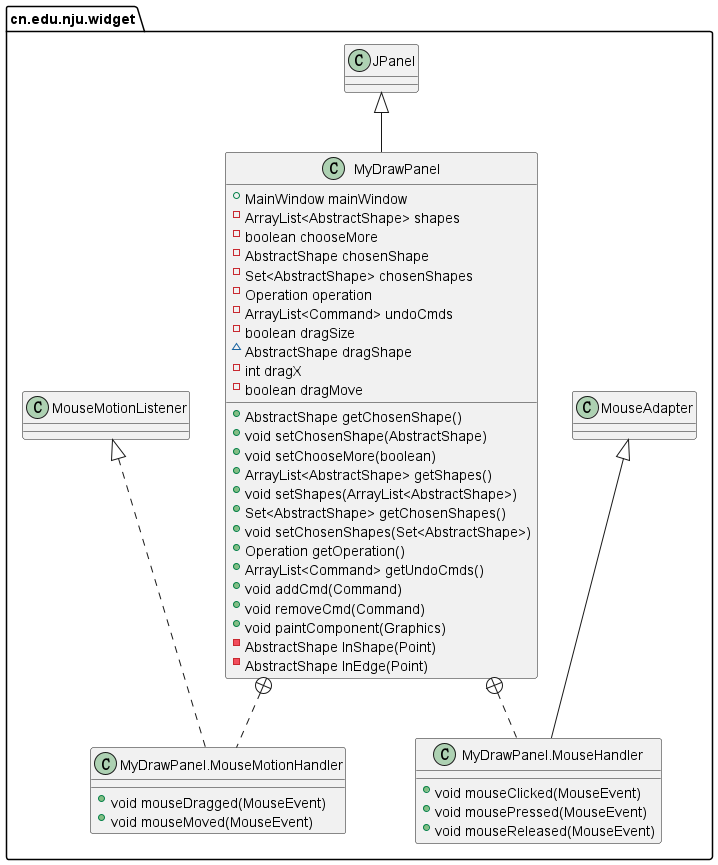 cn.edu.nju.widget
C JPanel
C MyDrawPanel
MainWindow mainWindow
ArrayList<AbstractShape> shapes
boolean chooseMore
AbstractShape chosenShape
Set<AbstractShape> chosenShapes
Operation operation
ArrayList<Command> undoCmds
boolean dragSize
AbstractShape dragShape
int dragX
boolean dragMove
AbstractShape getChosenShape()
void setChosenShape(AbstractShape)
void setChooseMore(boolean)
ArrayList<AbstractShape> getShapes()
void setShapes(ArrayList<AbstractShape>)
Set<AbstractShape> getChosenShapes()
void setChosenShapes(Set<AbstractShape>)
Operation getOperation()
ArrayList<Command> getUndoCmds()
void addCmd(Command)
void removeCmd(Command)
void paintComponent(Graphics)
AbstractShape InShape(Point)
AbstractShape InEdge(Point)
C MouseMotionListener
C MouseAdapter
C MyDrawPanel.MouseMotionHandler
void mouseDragged(MouseEvent)
void mouseMoved(MouseEvent)
C MyDrawPanel.MouseHandler
void mouseClicked(MouseEvent)
void mousePressed(MouseEvent)
void mouseReleased(MouseEvent)